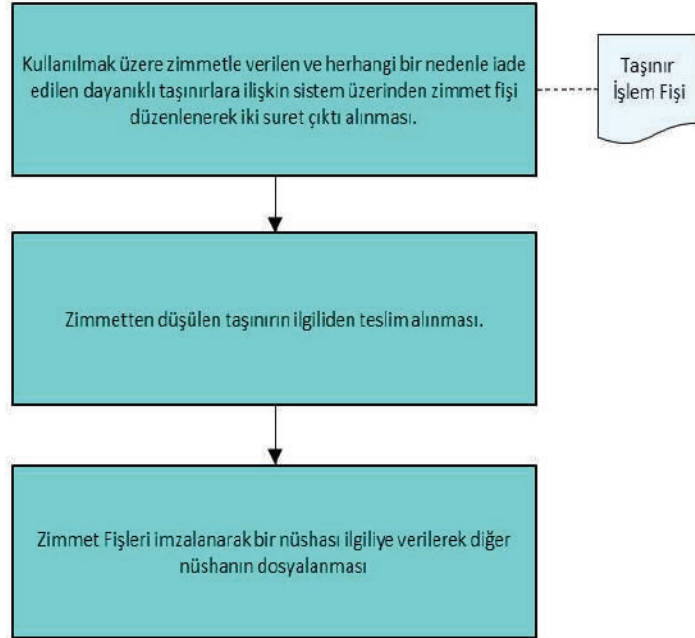 Kullanılmak üzere zimmetle verilen ve herhangi bir nedenle iade
edilen dayanıklı taşınırlara ilişkin sistem üzerinden zimmet fişi
düzenlenerek iki suret çıktı alınması.
Taşınır
İşlem Fişi
Zimmetten düşülen taşınırın ilgiliden teslim alınması.
Zimmet Fişleri imzalanarak bir nüshası ilgiliye verilerek diğer
nüshanın dosyalanması